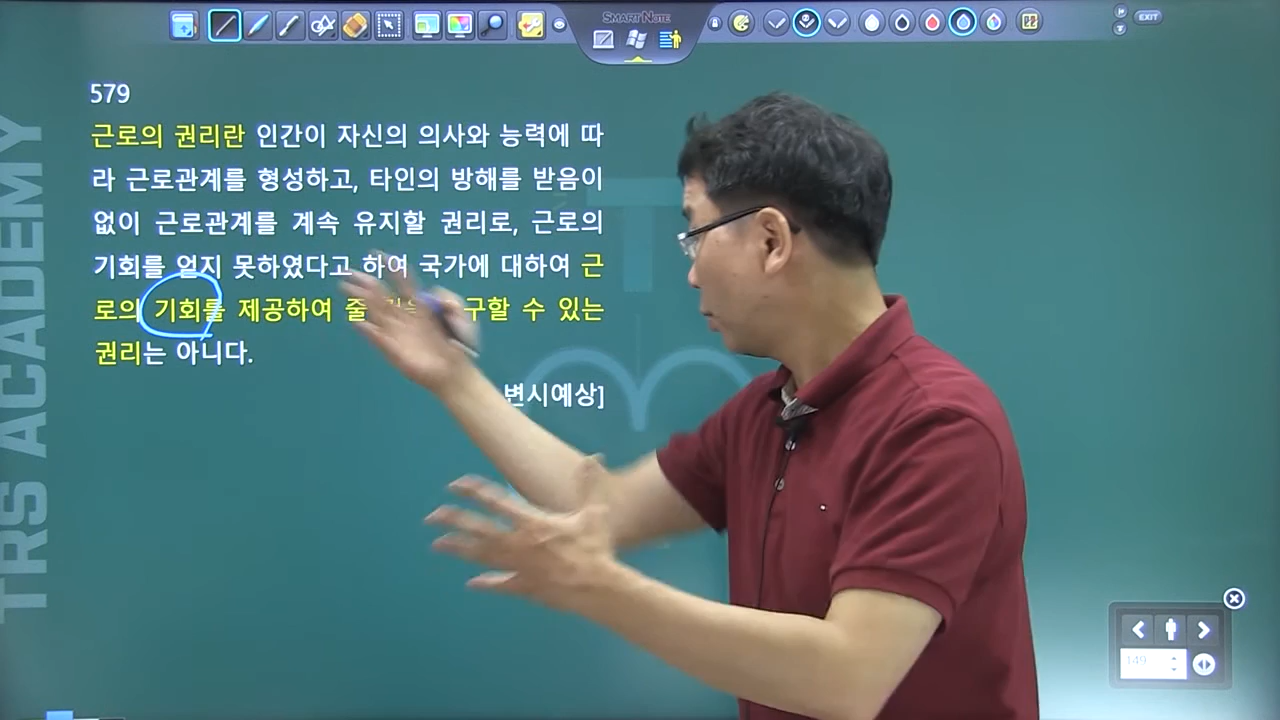 SMART NOTE
EXIT
579
근로의 권리란 인간이 자신의 의사와 능력에 따
라 근로관계를 형성하고, 타인의 방해를 받음이
없이 근로관계를 계속 유지할 권리로, 근로의
기회를 얻지 못하였다고 하여 국가에 대하여 근
로의 기회를 제공하여 줄 구할 수 있는
권리는 아니다.
변시예상]
TRS ACADEMY
149